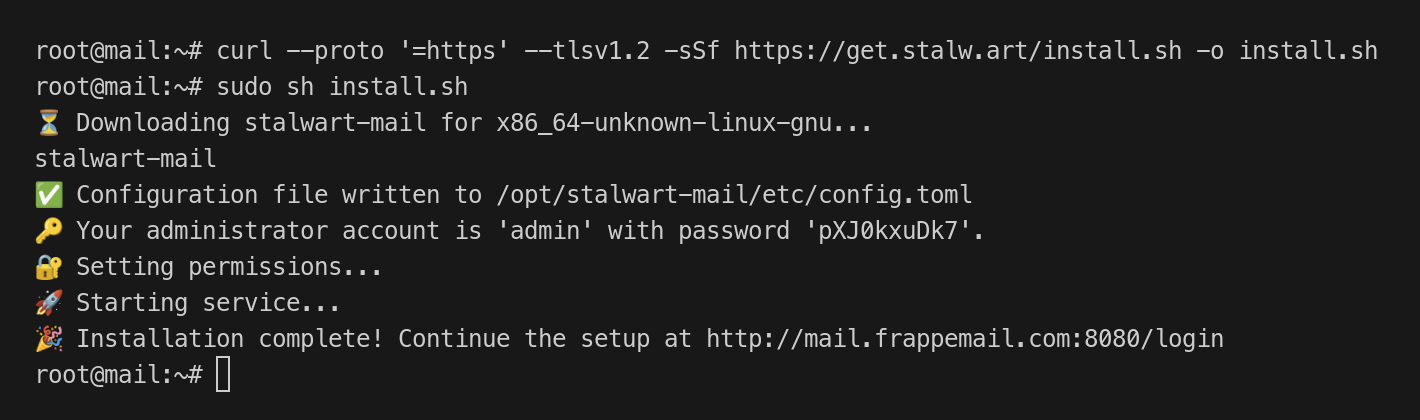 root@mail:~# curl --proto '=https' --tlsv1.2 -sSf https://get.stalw.art/install.sh -o install.sh
root@mail:~# sudo sh install.sh
⏳ Downloading stalwart-mail for x86_64-unknown-linux-gnu...
stalwart-mail
✅ Configuration file written to /opt/stalwart-mail/etc/config.toml
🔑 Your administrator account is 'admin' with password 'pXJ0kxuDk7'.
🔐 Setting permissions...
🚀 Starting service...
🎉 Installation complete! Continue the setup at http://mail.frappemail.com:8080/login
root@mail:~#